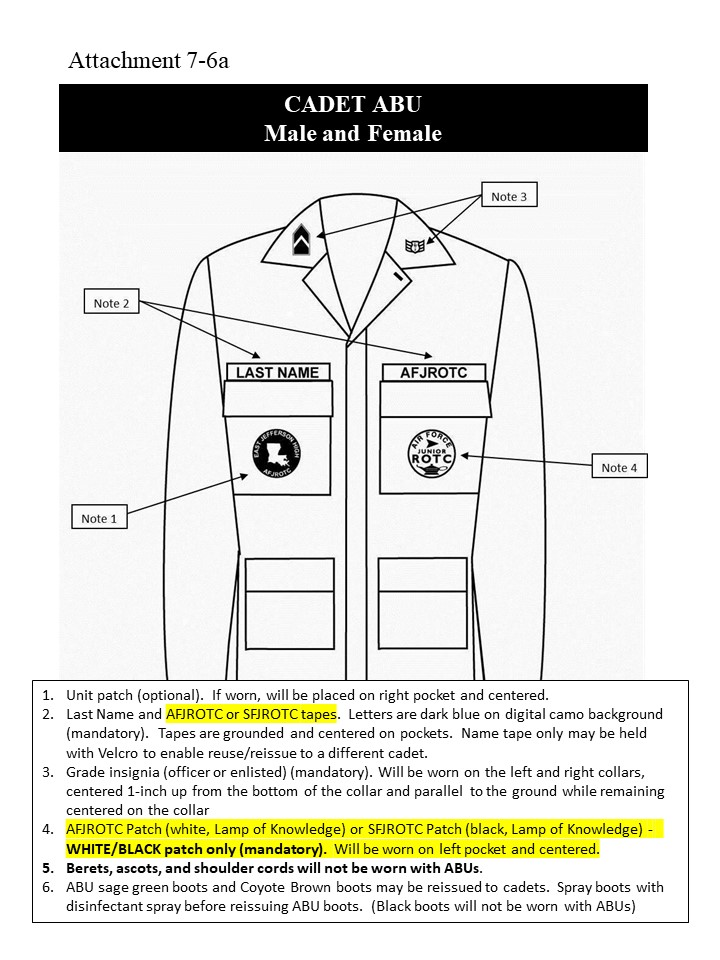 Attachment 7-6a
CADET ABU
Male and Female
Note 3
Note 2
LAST NAME
AFJROTC
EAST JEFFERSON HIGH
AFJROTC
AIR FORCE
JUNIOR
ROTC
Note 4
Note 1
1. Unit patch (optional). If worn, will be placed on right pocket and centered.
2. Last Name and AFJROTC or SFJROTC tapes. Letters are dark blue on digital camo background
(mandatory). Tapes are grounded and centered on pockets. Name tape only may be held
with Velcro to enable reuse/reissue to a different cadet.
3. Grade insignia (officer or enlisted) (mandatory). Will be worn on the left and right collars,
centered 1-inch up from the bottom of the collar and parallel to the ground while remaining
centered on the collar
4. AFJROTC Patch (white, Lamp of Knowledge) or SFJROTC Patch (black, Lamp of Knowledge) -
WHITE/BLACK patch only (mandatory). Will be worn on left pocket and centered.
5. Berets, ascots, and shoulder cords will not be worn with ABUs.
6. ABU sage green boots and Coyote Brown boots may be reissued to cadets. Spray boots with
disinfectant spray before reissuing ABU boots. (Black boots will not be worn with ABUs)